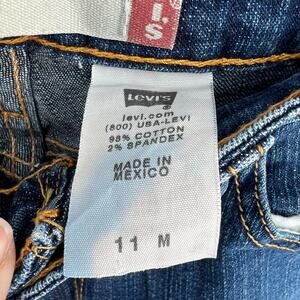 I'S
LEVI'S
levi.com
(800) USA-LEVI
98% COTTON
2% SPANDEX
MADE IN
MEXICO
11 M